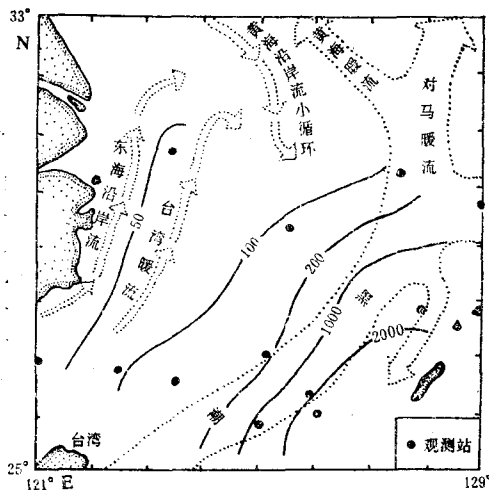 33°
N
黄海沿岸流小循环
黄海暖流
对马暖流
东海沿岸流
台湾暖流
50
100
200
1000
2000
黑
潮
台湾
● 观测站
25°
121° E
129°